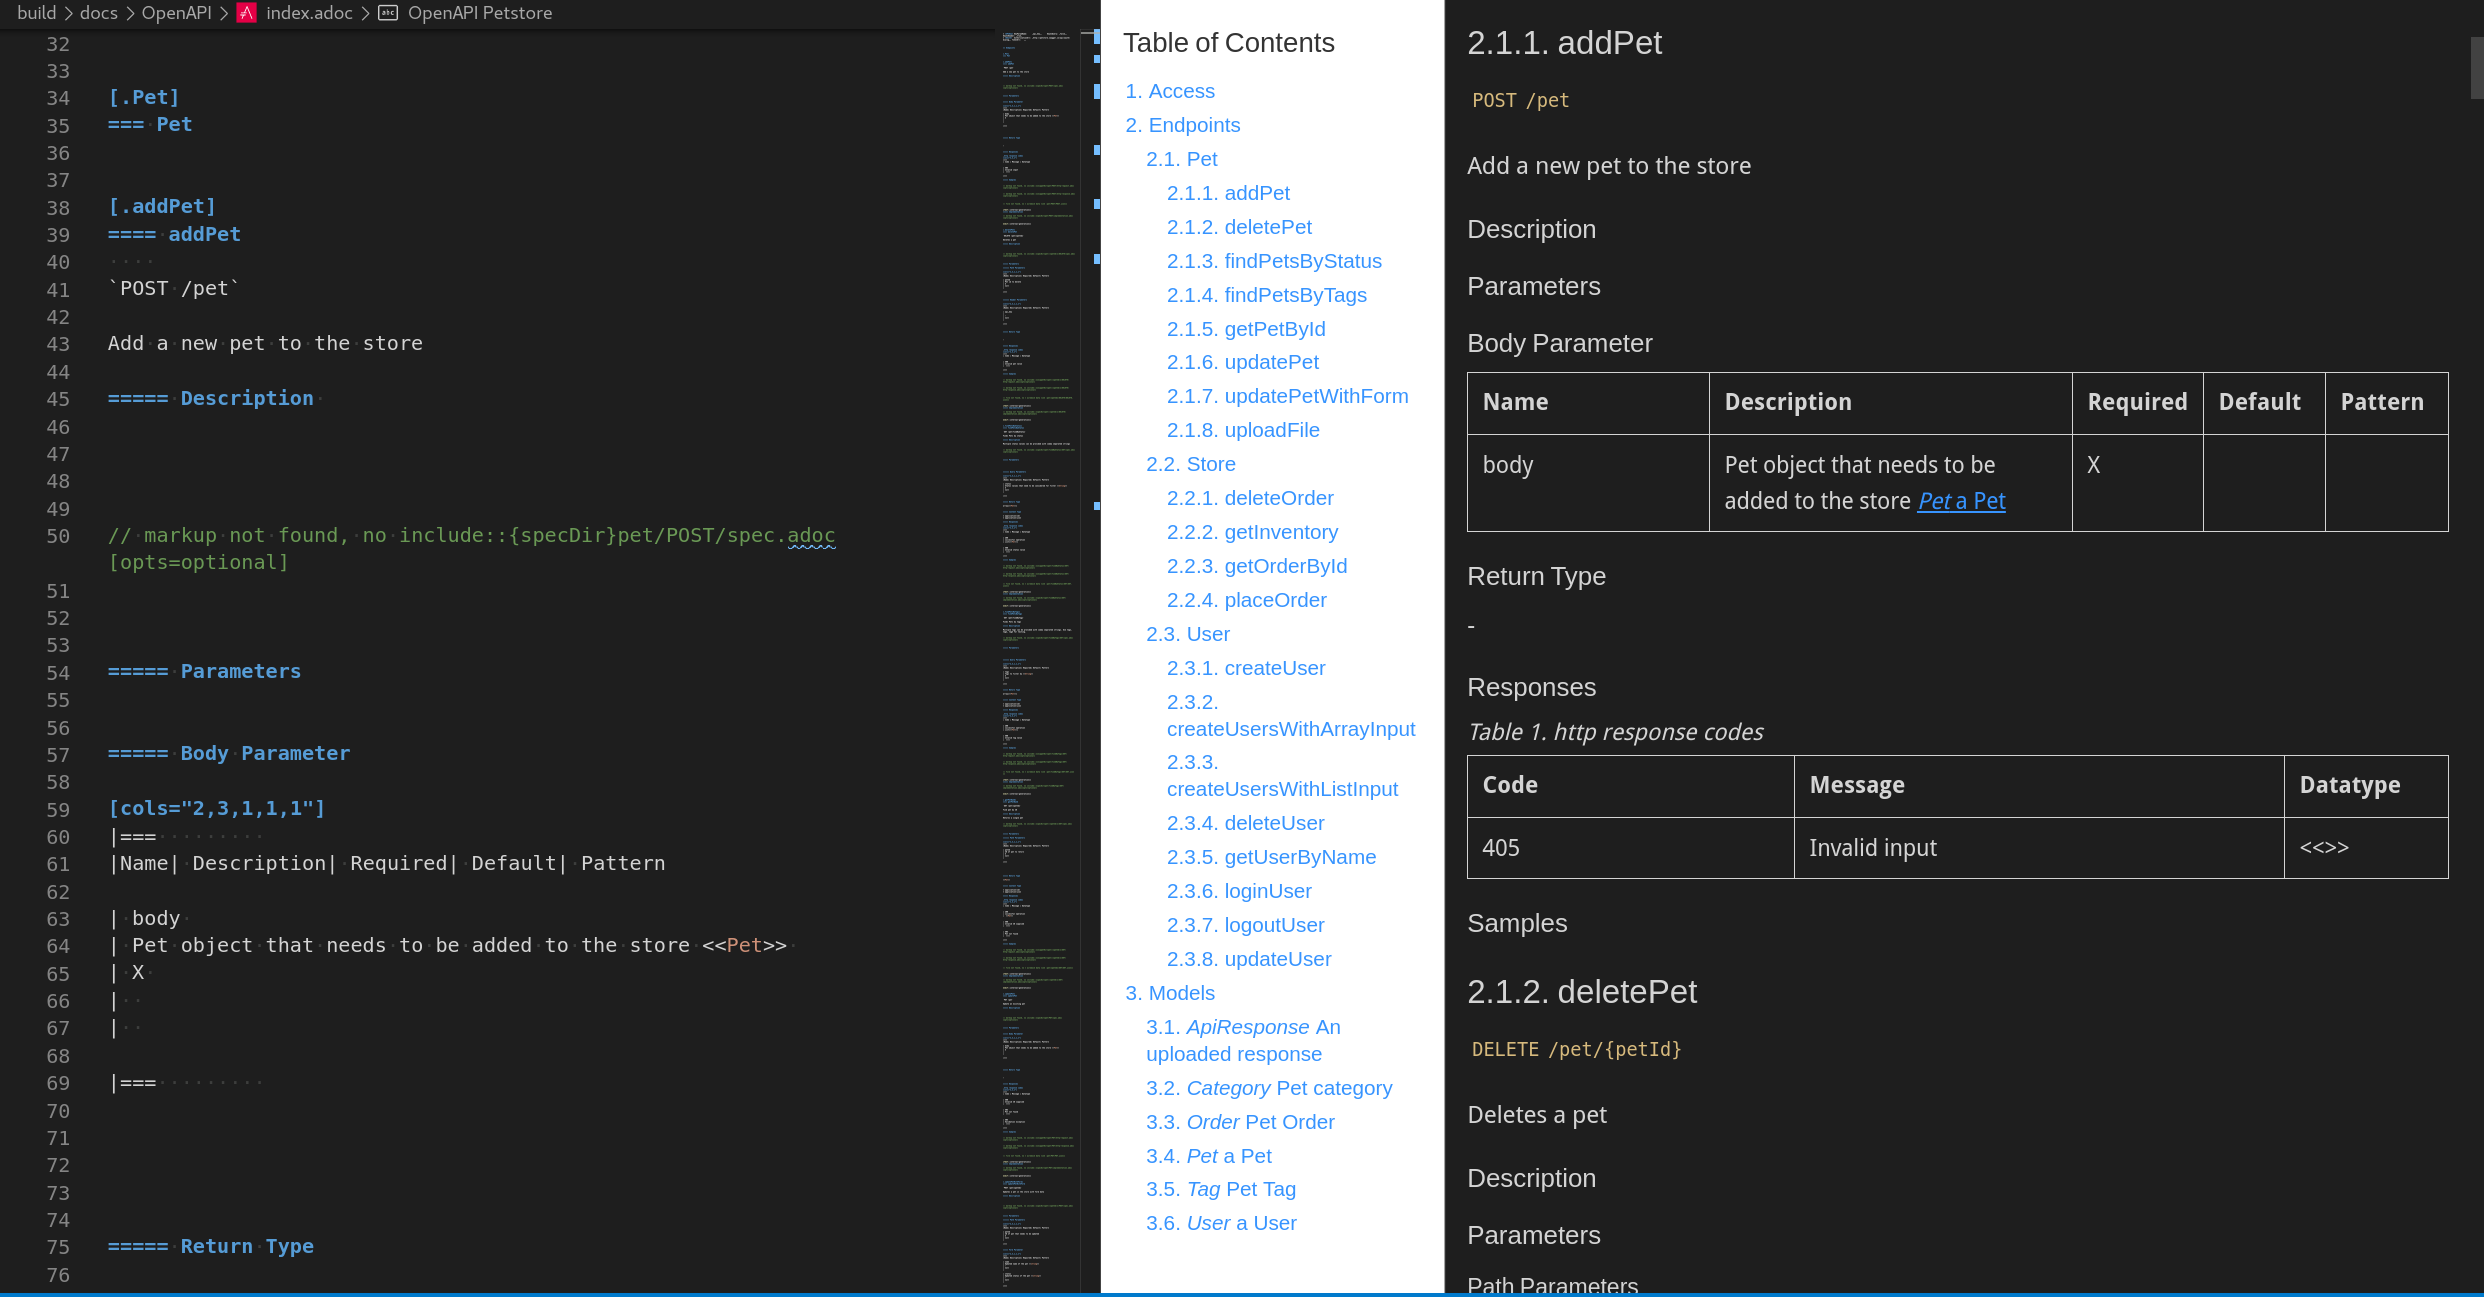 build > docs > OpenAPI > index.adoc > OpenAPI Petstore
32
33
34 [.Pet]
35 === Pet
36
37
38 [.addPet]
39 ==== addPet
40
41 `POST /pet`
42
43 Add a new pet to the store
44
45 ===== Description
46
47
48
49
50 // markup not found, no include::{specDir}pet/POST/spec.adoc
[opts=optional]
51
52
53
54 ===== Parameters
55
56
57 ===== Body Parameter
58
59 [cols="2,3,1,1,1"]
60 |===
61 |Name| Description| Required| Default| Pattern
62
63 | body
64 | Pet object that needs to be added to the store <<Pet>>
65 | X
66 |
67 |
68
69 |===
70
71
72
73
74
75 ===== Return Type
76
Table of Contents
1. Access
2. Endpoints
2.1. Pet
2.1.1. addPet
2.1.2. deletePet
2.1.3. findPetsByStatus
2.1.4. findPetsByTags
2.1.5. getPetById
2.1.6. updatePet
2.1.7. updatePetWithForm
2.1.8. uploadFile
2.2. Store
2.2.1. deleteOrder
2.2.2. getInventory
2.2.3. getOrderById
2.2.4. placeOrder
2.3. User
2.3.1. createUser
2.3.2.
createUsersWithArrayInput
2.3.3.
createUsersWithListInput
2.3.4. deleteUser
2.3.5. getUserByName
2.3.6. loginUser
2.3.7. logoutUser
2.3.8. updateUser
3. Models
3.1. ApiResponse An
uploaded response
3.2. Category Pet category
3.3. Order Pet Order
3.4. Pet a Pet
3.5. Tag Pet Tag
3.6. User a User
2.1.1. addPet
POST /pet
Add a new pet to the store
Description
Parameters
Body Parameter
Name Description Required Default Pattern
body Pet object that needs to be X
added to the store Pet a Pet
Return Type
-
Responses
Table 1. http response codes
Code Message Datatype
405 Invalid input <<>>
Samples
2.1.2. deletePet
DELETE /pet/{petId}
Deletes a pet
Description
Parameters
Path Parameters